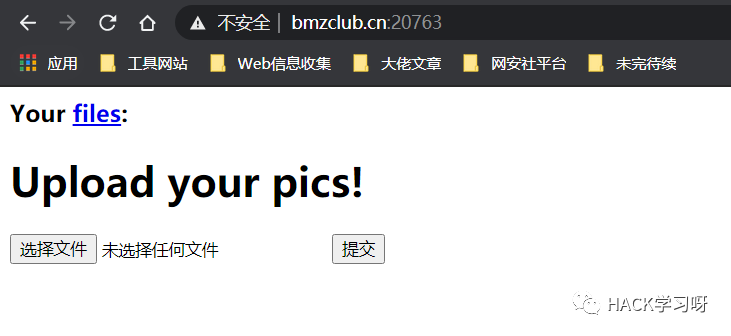 不安全 | bmzclub.cn:20763
应用 工具网站 Web信息收集 大佬文章 网安社平台 未完待续
Your files:
Upload your pics!
选择文件 未选择任何文件 提交
HACK学习呀